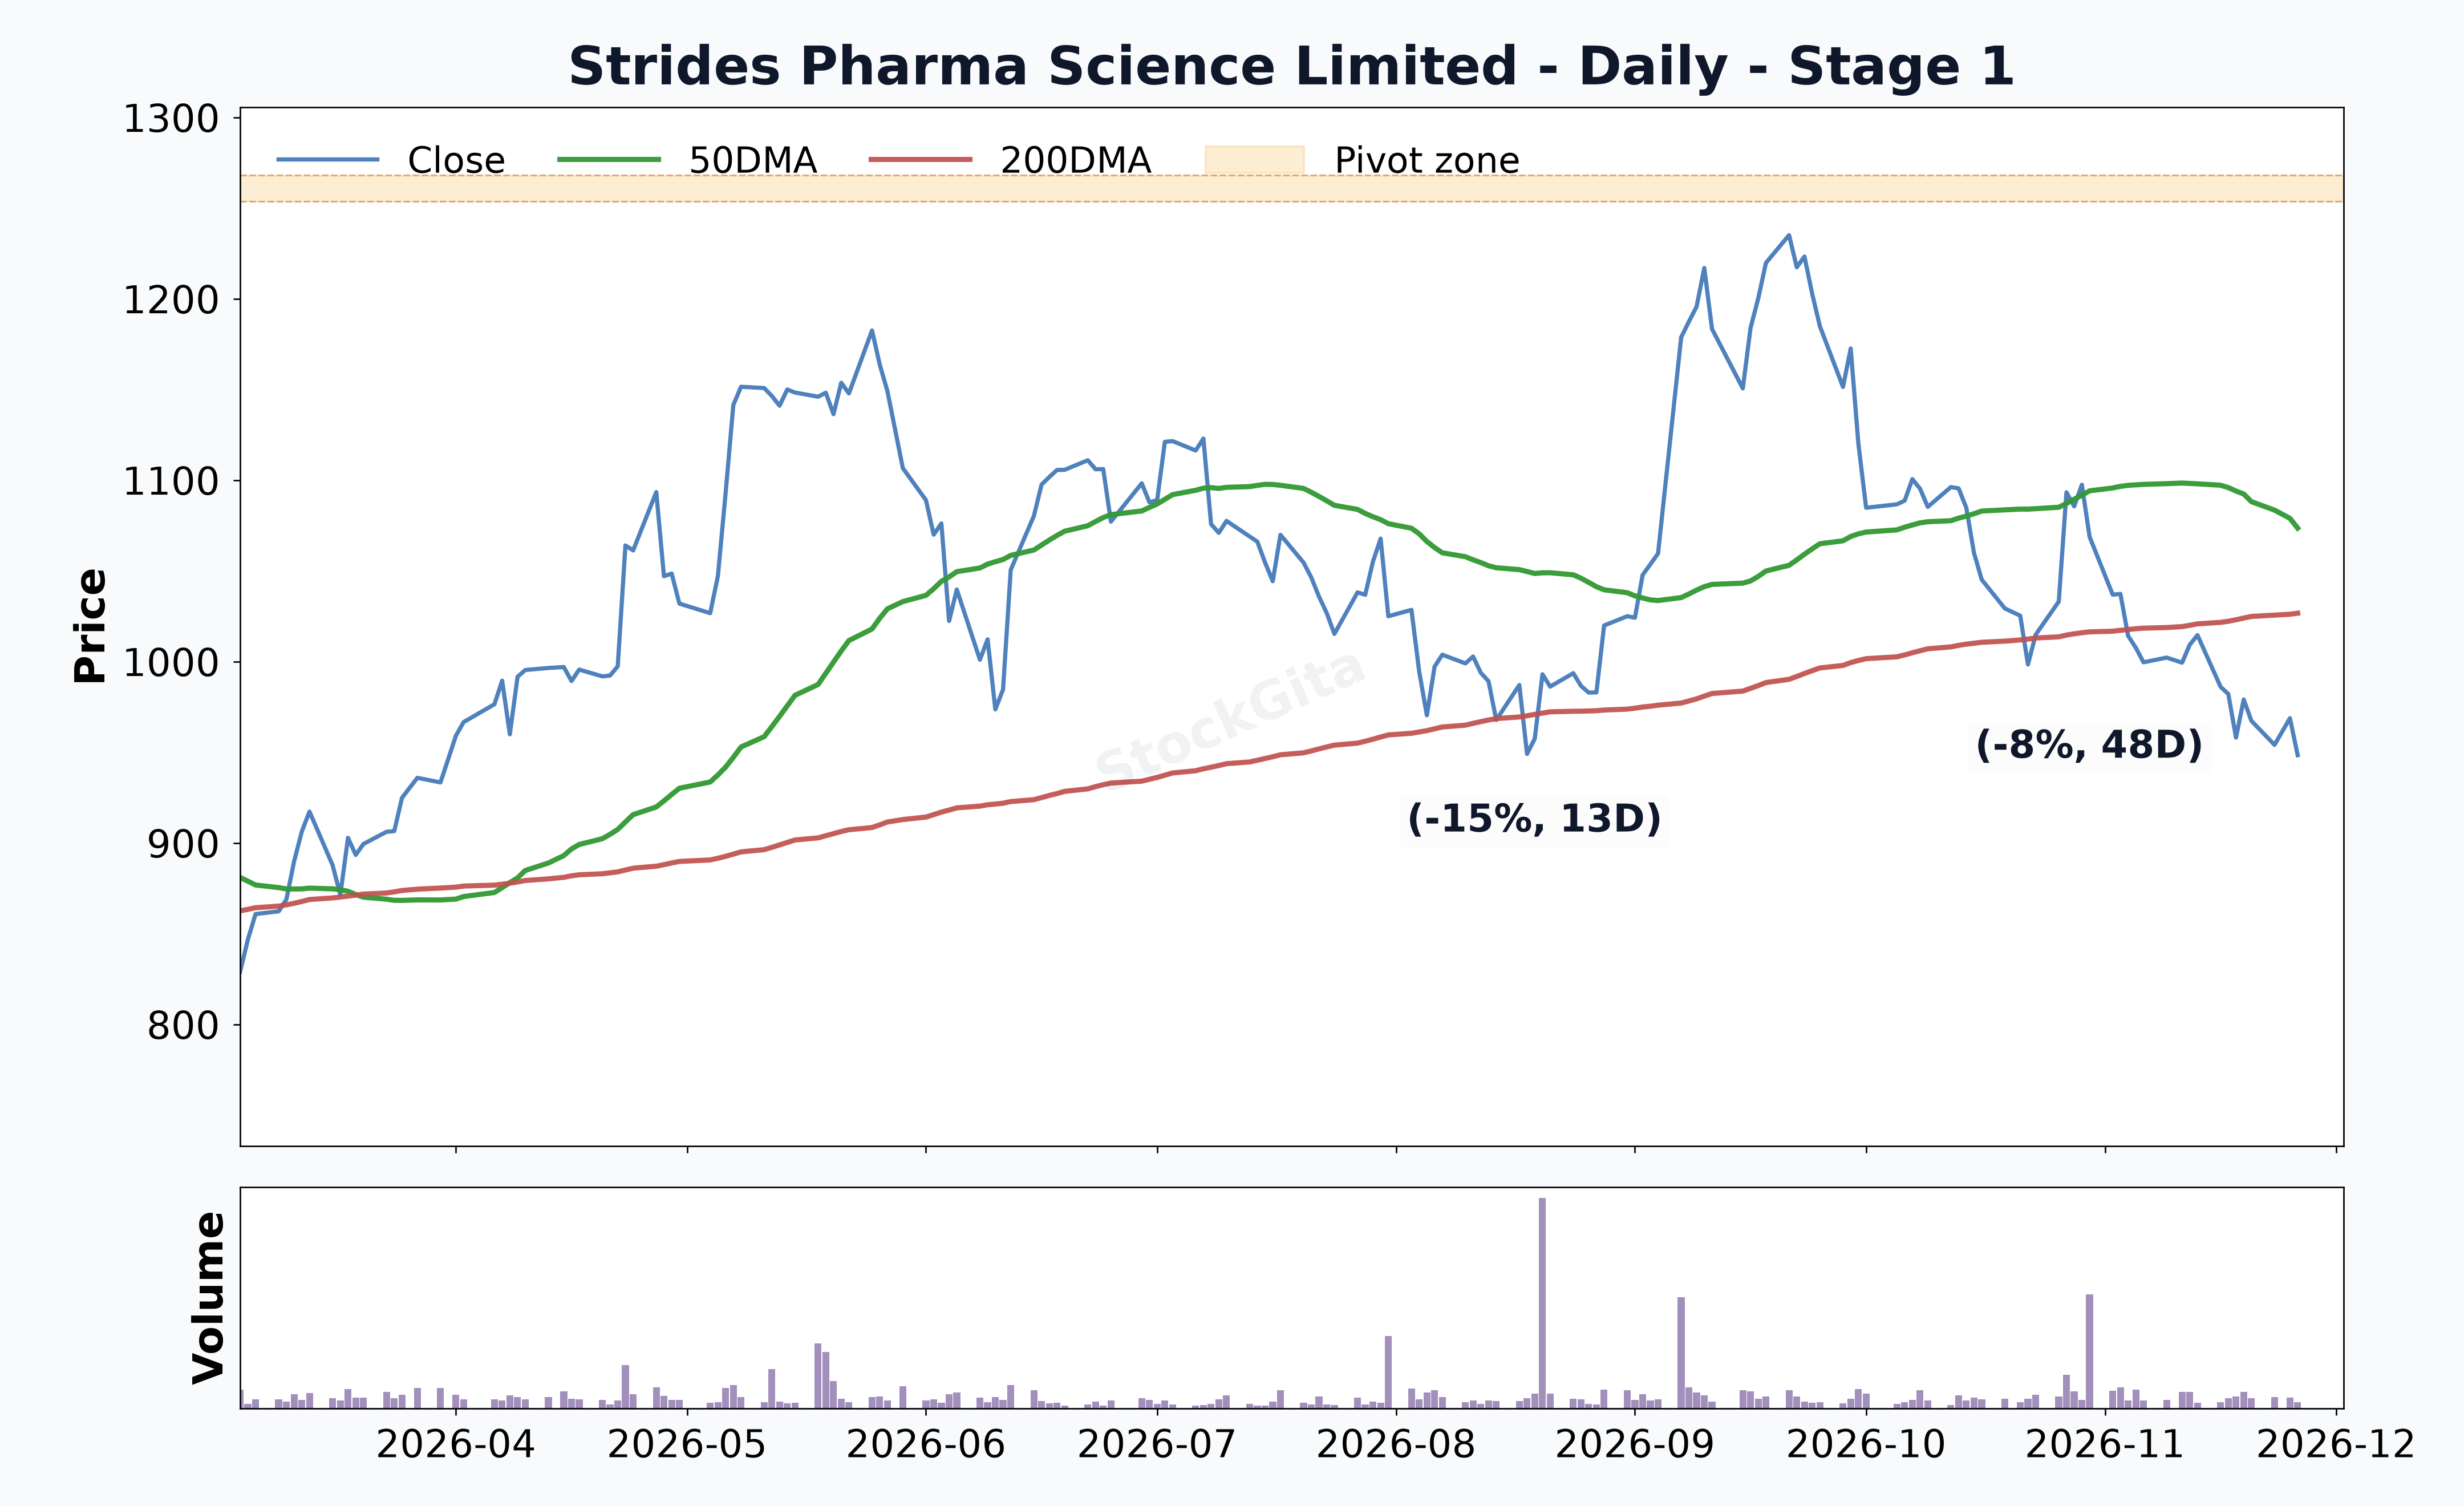 Strides Pharma Science Limited - Daily - Stage 1
1300
1200
1100
1000
900
800
Price
Close
50DMA
200DMA
Pivot zone
StockGita
(-15%, 13D)
(-8%, 48D)
Volume
2026-04
2026-05
2026-06
2026-07
2026-08
2026-09
2026-10
2026-11
2026-12